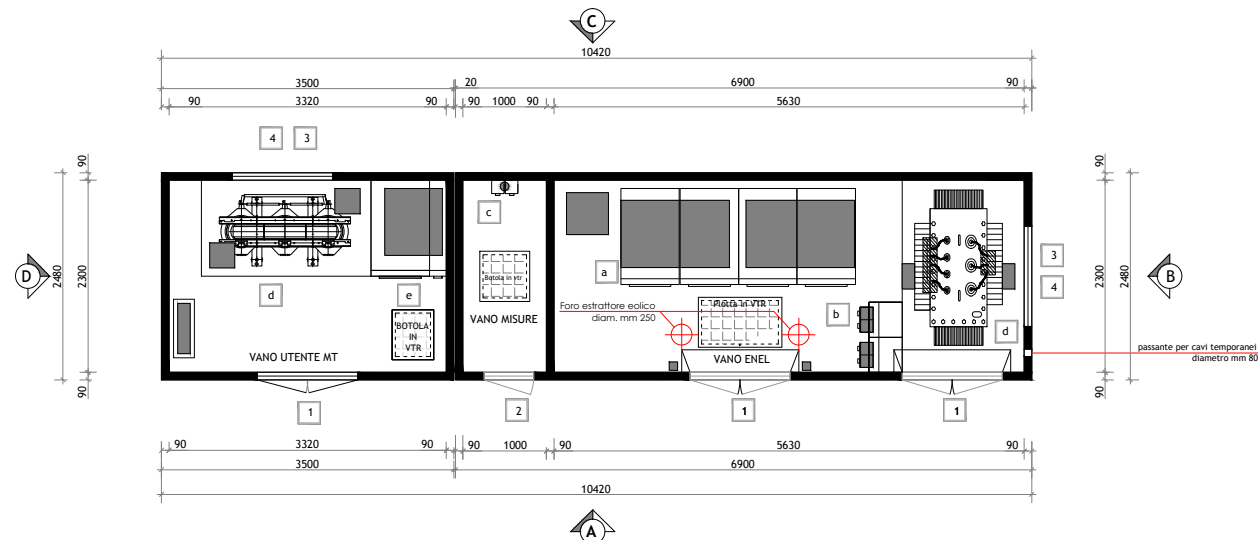 C
10420
3500
20
6900
90
90
3320
90
90
1000
90
5630
4
3
90
90
D
2480
2300
90
c
a
Botola in vtr
d
e
VANO MISURE
BOTOLA
IN
VTR
VANO UTENTE MT
Foro estrattore eolico
diam. mm 250
Plotta in VTR
VANO ENEL
b
d
3
4
2300
2480
B
90
passante per cavi temporanei
diametro mm 80
1
2
1
1
90
3320
90
90
1000
90
5630
90
3500
6900
10420
A